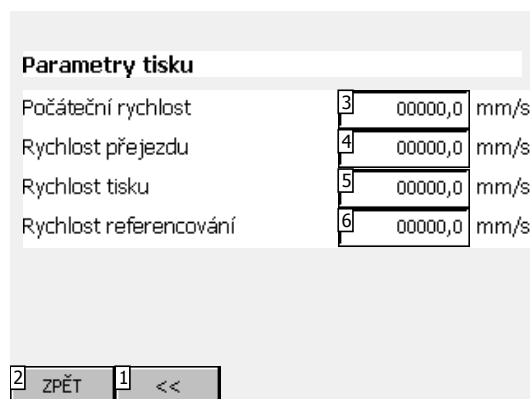 Parametry tisku
Počáteční rychlost 3 00000,0 mm/s
Rychlost přejezdu 4 00000,0 mm/s
Rychlost tisku 5 00000,0 mm/s
Rychlost referencování 6 00000,0 mm/s
2 ZPĚT 1 <<